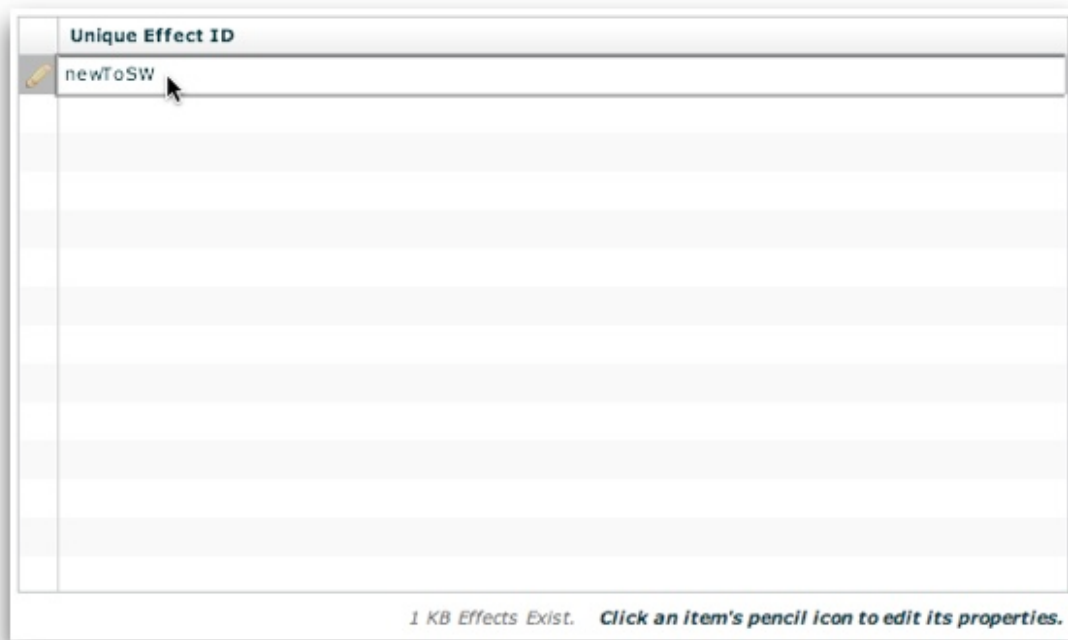 Unique Effect ID
newToSW
1 KB Effects Exist. Click an item's pencil icon to edit its properties.